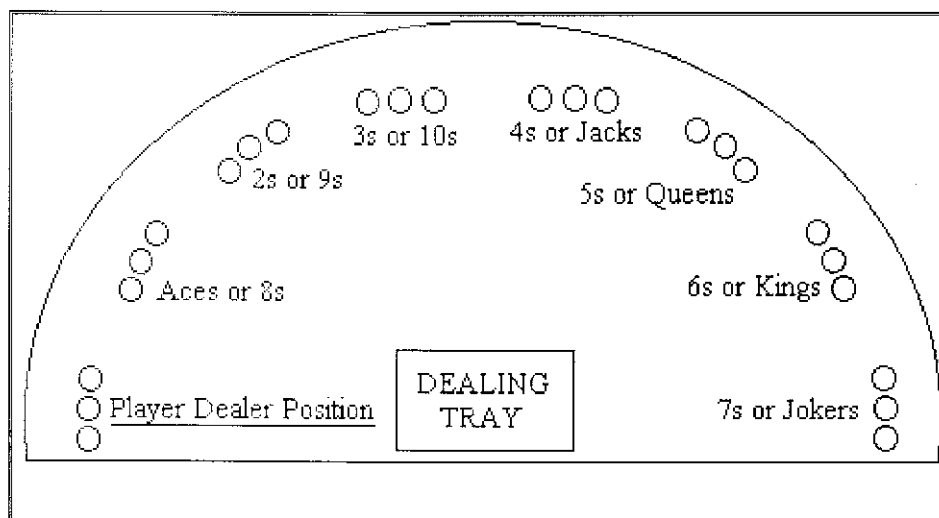 3s or 10s
4s or Jacks
2s or 9s
5s or Queens
Aces or 8s
6s or Kings
Player Dealer Position
DEALING
TRAY
7s or Jokers